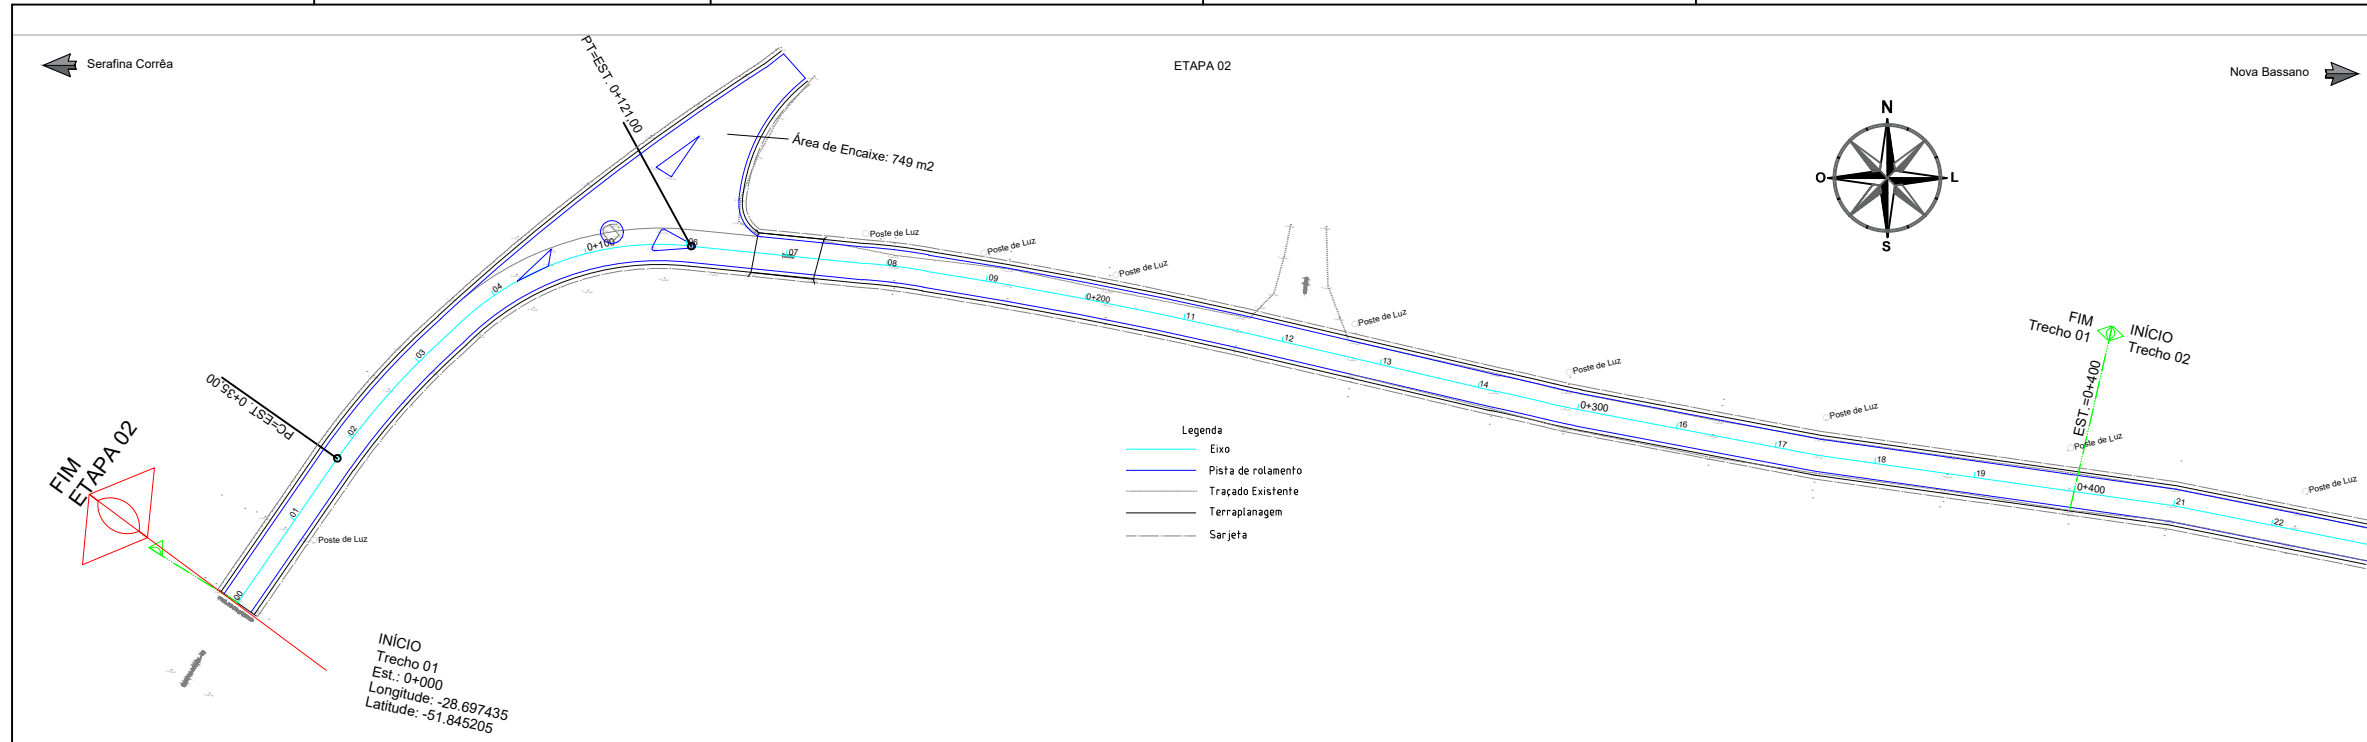 Serafina Corrêa
ETAPA 02
Nova Bassano
PT=EST. 0+121,00
Área de Encaixe: 749 m2
N
O
L
S
PC=EST. 0+35,00
FIM
ETAPA 02
00
01
02
03
04
0+100
06
07
08
09
0+200
11
12
13
14
0+300
16
17
18
19
0+400
21
22
Poste de Luz
Poste de Luz
Poste de Luz
Poste de Luz
Poste de Luz
Poste de Luz
Poste de Luz
Poste de Luz
Poste de Luz
FIM
Trecho 01
INÍCIO
Trecho 02
EST.=0+400
Legenda
Eixo
Pista de rolamento
Traçado Existente
Terraplanagem
Sarjeta
INÍCIO
Trecho 01
Est.: 0+000
Longitude: -28.697435
Latitude: -51.845205